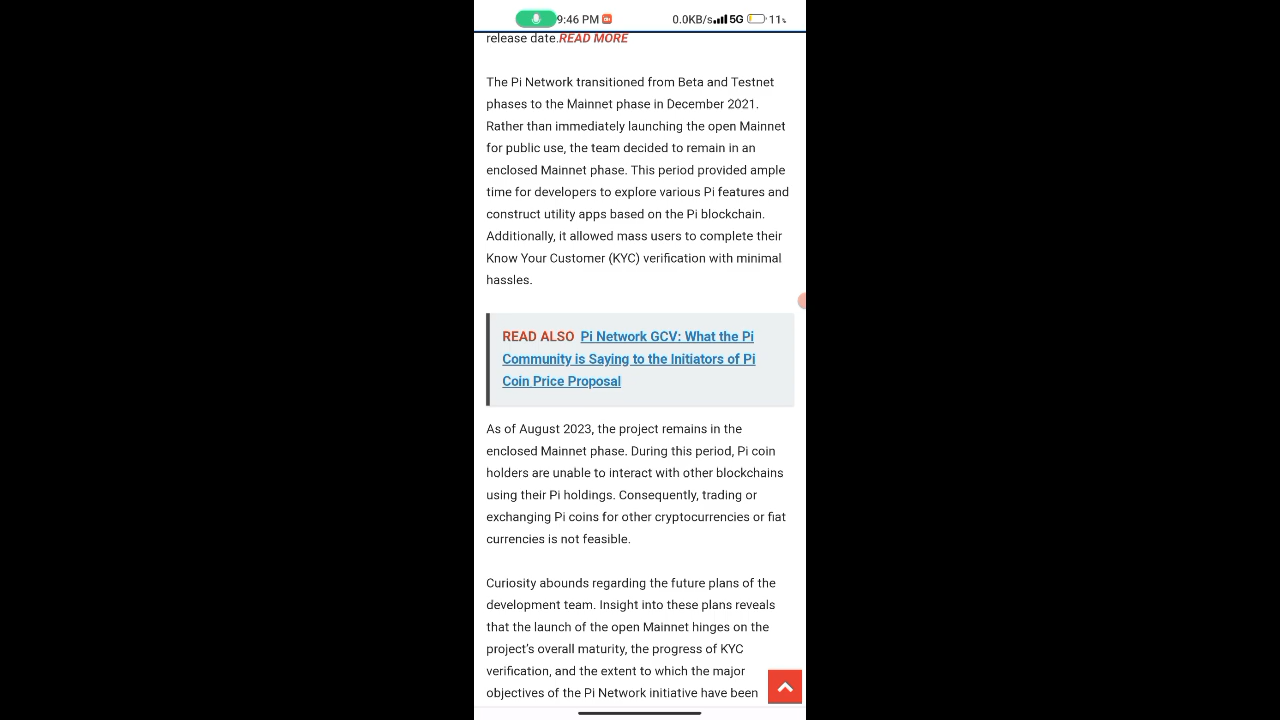 9:46 PM 0.0KB/s 5G 11%
release date.READ MORE
The Pi Network transitioned from Beta and Testnet
phases to the Mainnet phase in December 2021.
Rather than immediately launching the open Mainnet
for public use, the team decided to remain in an
enclosed Mainnet phase. This period provided ample
time for developers to explore various Pi features and
construct utility apps based on the Pi blockchain.
Additionally, it allowed mass users to complete their
Know Your Customer (KYC) verification with minimal
hassles.
READ ALSO Pi Network GCV: What the Pi
Community is Saying to the Initiators of Pi
Coin Price Proposal
As of August 2023, the project remains in the
enclosed Mainnet phase. During this period, Pi coin
holders are unable to interact with other blockchains
using their Pi holdings. Consequently, trading or
exchanging Pi coins for other cryptocurrencies or fiat
currencies is not feasible.
Curiosity abounds regarding the future plans of the
development team. Insight into these plans reveals
that the launch of the open Mainnet hinges on the
project's overall maturity, the progress of KYC
verification, and the extent to which the major
objectives of the Pi Network initiative have been